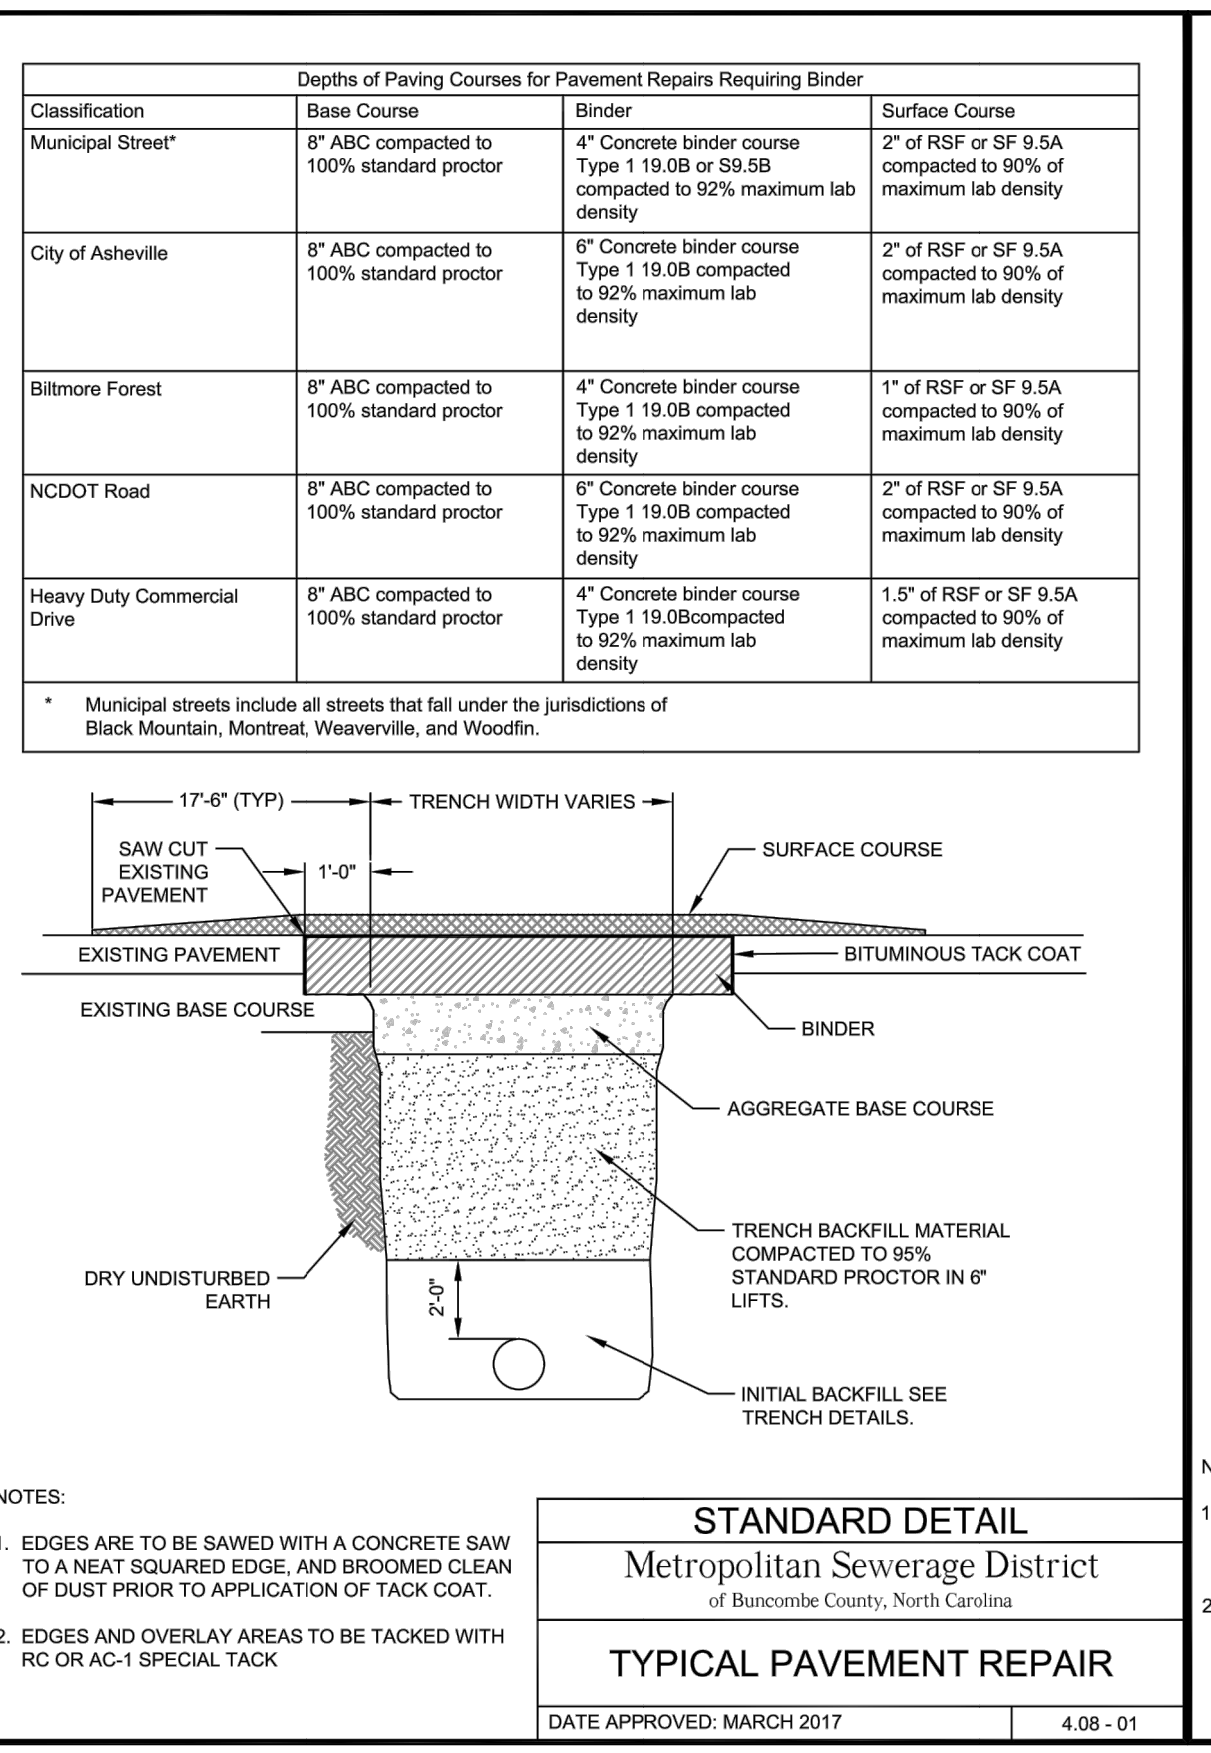 Depths of Paving Courses for Pavement Repairs Requiring Binder
Classification
Base Course
Binder
Surface Course
Municipal Street*
8" ABC compacted to
100% standard proctor
4" Concrete binder course
Type 1 19.0B or S9.5B
compacted to 92% maximum lab
density
2" of RSF or SF 9.5A
compacted to 90% of
maximum lab density
City of Asheville
8" ABC compacted to
100% standard proctor
6" Concrete binder course
Type 1 19.0B compacted
to 92% maximum lab
density
2" of RSF or SF 9.5A
compacted to 90% of
maximum lab density
Biltmore Forest
8" ABC compacted to
100% standard proctor
4" Concrete binder course
Type 1 19.0B compacted
to 92% maximum lab
density
1" of RSF or SF 9.5A
compacted to 90% of
maximum lab density
NCDOT Road
8" ABC compacted to
100% standard proctor
6" Concrete binder course
Type 1 19.0B compacted
to 92% maximum lab
density
2" of RSF or SF 9.5A
compacted to 90% of
maximum lab density
Heavy Duty Commercial
Drive
8" ABC compacted to
100% standard proctor
4" Concrete binder course
Type 1 19.0Bcompacted
to 92% maximum lab
density
1.5" of RSF or SF 9.5A
compacted to 90% of
maximum lab density
* Municipal streets include all streets that fall under the jurisdictions of
Black Mountain, Montreat, Weaverville, and Woodfin.
17'-6" (TYP)
TRENCH WIDTH VARIES
SAW CUT
EXISTING
PAVEMENT
1'-0"
SURFACE COURSE
EXISTING PAVEMENT
BITUMINOUS TACK COAT
EXISTING BASE COURSE
BINDER
AGGREGATE BASE COURSE
TRENCH BACKFILL MATERIAL
COMPACTED TO 95%
STANDARD PROCTOR IN 6"
LIFTS.
DRY UNDISTURBED
EARTH
2'-0"
INITIAL BACKFILL SEE
TRENCH DETAILS.
NOTES:
1. EDGES ARE TO BE SAWED WITH A CONCRETE SAW
TO A NEAT SQUARED EDGE, AND BROOMED CLEAN
OF DUST PRIOR TO APPLICATION OF TACK COAT.
2. EDGES AND OVERLAY AREAS TO BE TACKED WITH
RC OR AC-1 SPECIAL TACK
STANDARD DETAIL
Metropolitan Sewerage District
of Buncombe County, North Carolina
TYPICAL PAVEMENT REPAIR
DATE APPROVED: MARCH 2017
4.08 - 01